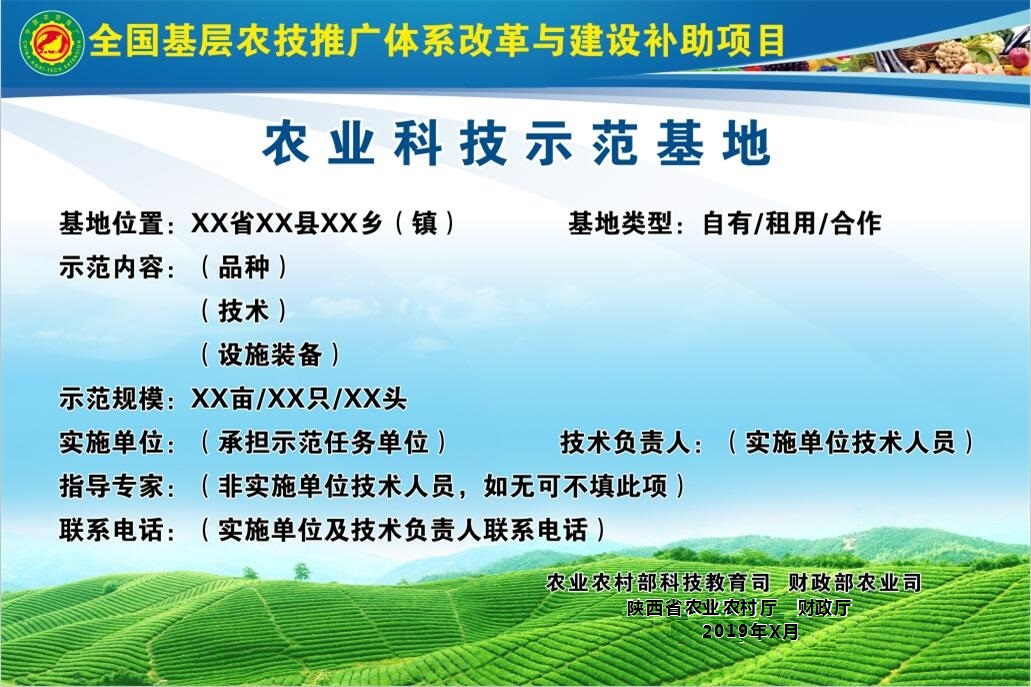 全国基层农技推广体系改革与建设补助项目
农业科技示范基地
基地位置：XX省XX县XX乡（镇） 基地类型：自有/租用/合作
示范内容：（品种）
（技术）
（设施装备）
示范规模：XX亩/XX只/XX头
实施单位：（承担示范任务单位） 技术负责人：（实施单位技术人员）
指导专家：（非实施单位技术人员，如无可不填此项）
联系电话：（实施单位及技术负责人联系电话）
农业农村部科技教育司 财政部农业司
陕西省农业农村厅 财政厅
2019年X月